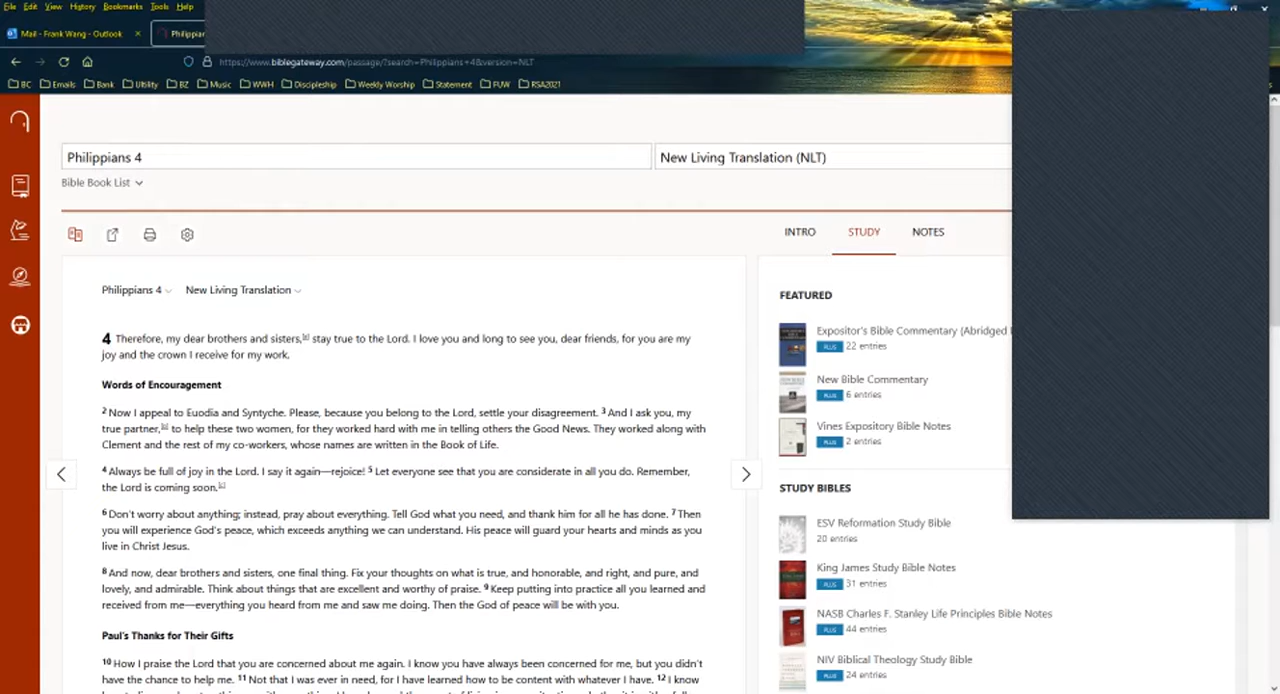 File Edit View History Bookmarks Tools Help
Mail - Frank Wang - Outlook × Philippian
https://www.biblegateway.com/passage/?search=Philippians+4&version=NLT
BC Emails Bank Ultility BZ Music WWH Discipleship Weekly Worship Statement FUW RSA2021
Philippians 4 New Living Translation (NLT)
Bible Book List
INTRO STUDY NOTES
Philippians 4 New Living Translation
4 Therefore, my dear brothers and sisters,[a] stay true to the Lord. I love you and long to see you, dear friends, for you are my
joy and the crown I receive for my work.
Words of Encouragement
2 Now I appeal to Euodia and Syntyche. Please, because you belong to the Lord, settle your disagreement. 3 And I ask you, my
true partner,[b] to help these two women, for they worked hard with me in telling others the Good News. They worked along with
Clement and the rest of my co-workers, whose names are written in the Book of Life.
4 Always be full of joy in the Lord. I say it again—rejoice! 5 Let everyone see that you are considerate in all you do. Remember,
the Lord is coming soon.[c]
6 Don't worry about anything; instead, pray about everything. Tell God what you need, and thank him for all he has done. 7 Then
you will experience God's peace, which exceeds anything we can understand. His peace will guard your hearts and minds as you
live in Christ Jesus.
8 And now, dear brothers and sisters, one final thing. Fix your thoughts on what is true, and honorable, and right, and pure, and
lovely, and admirable. Think about things that are excellent and worthy of praise. 9 Keep putting into practice all you learned and
received from me—everything you heard from me and saw me doing. Then the God of peace will be with you.
Paul's Thanks for Their Gifts
10 How I praise the Lord that you are concerned about me again. I know you have always been concerned for me, but you didn't
have the chance to help me. 11 Not that I was ever in need, for I have learned how to be content with whatever I have. 12 I know
FEATURED
Expositor's Bible Commentary (Abridged
PLUS 22 entries
New Bible Commentary
PLUS 6 entries
Vines Expository Bible Notes
PLUS 2 entries
STUDY BIBLES
ESV Reformation Study Bible
20 entries
King James Study Bible Notes
PLUS 31 entries
NASB Charles F. Stanley Life Principles Bible Notes
PLUS 44 entries
NIV Biblical Theology Study Bible
PLUS 24 entries